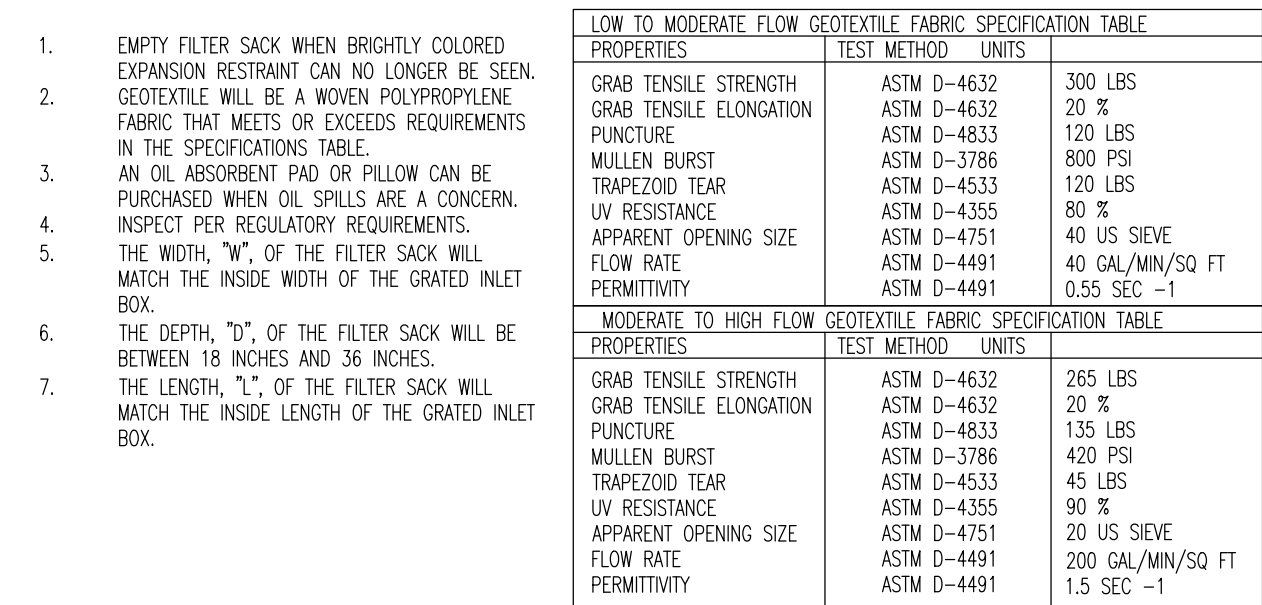 1. EMPTY FILTER SACK WHEN BRIGHTLY COLORED
EXPANSION RESTRAINT CAN NO LONGER BE SEEN.
2. GEOTEXTILE WILL BE A WOVEN POLYPROPYLENE
FABRIC THAT MEETS OR EXCEEDS REQUIREMENTS
IN THE SPECIFICATIONS TABLE.
3. AN OIL ABSORBENT PAD OR PILLOW CAN BE
PURCHASED WHEN OIL SPILLS ARE A CONCERN.
4. INSPECT PER REGULATORY REQUIREMENTS.
5. THE WIDTH, "W", OF THE FILTER SACK WILL
MATCH THE INSIDE WIDTH OF THE GRATED INLET
BOX.
6. THE DEPTH, "D", OF THE FILTER SACK WILL BE
BETWEEN 18 INCHES AND 36 INCHES.
7. THE LENGTH, "L", OF THE FILTER SACK WILL
MATCH THE INSIDE LENGTH OF THE GRATED INLET
BOX.
LOW TO MODERATE FLOW GEOTEXTILE FABRIC SPECIFICATION TABLE
PROPERTIES TEST METHOD UNITS
GRAB TENSILE STRENGTH ASTM D-4632 300 LBS
GRAB TENSILE ELONGATION ASTM D-4632 20 %
PUNCTURE ASTM D-4833 120 LBS
MULLEN BURST ASTM D-3786 800 PSI
TRAPEZOID TEAR ASTM D-4533 120 LBS
UV RESISTANCE ASTM D-4355 80 %
APPARENT OPENING SIZE ASTM D-4751 40 US SIEVE
FLOW RATE ASTM D-4491 40 GAL/MIN/SQ FT
PERMITTIVITY ASTM D-4491 0.55 SEC -1
MODERATE TO HIGH FLOW GEOTEXTILE FABRIC SPECIFICATION TABLE
PROPERTIES TEST METHOD UNITS
GRAB TENSILE STRENGTH ASTM D-4632 265 LBS
GRAB TENSILE ELONGATION ASTM D-4632 20 %
PUNCTURE ASTM D-4833 135 LBS
MULLEN BURST ASTM D-3786 420 PSI
TRAPEZOID TEAR ASTM D-4533 45 LBS
UV RESISTANCE ASTM D-4355 90 %
APPARENT OPENING SIZE ASTM D-4751 20 US SIEVE
FLOW RATE ASTM D-4491 200 GAL/MIN/SQ FT
PERMITTIVITY ASTM D-4491 1.5 SEC -1